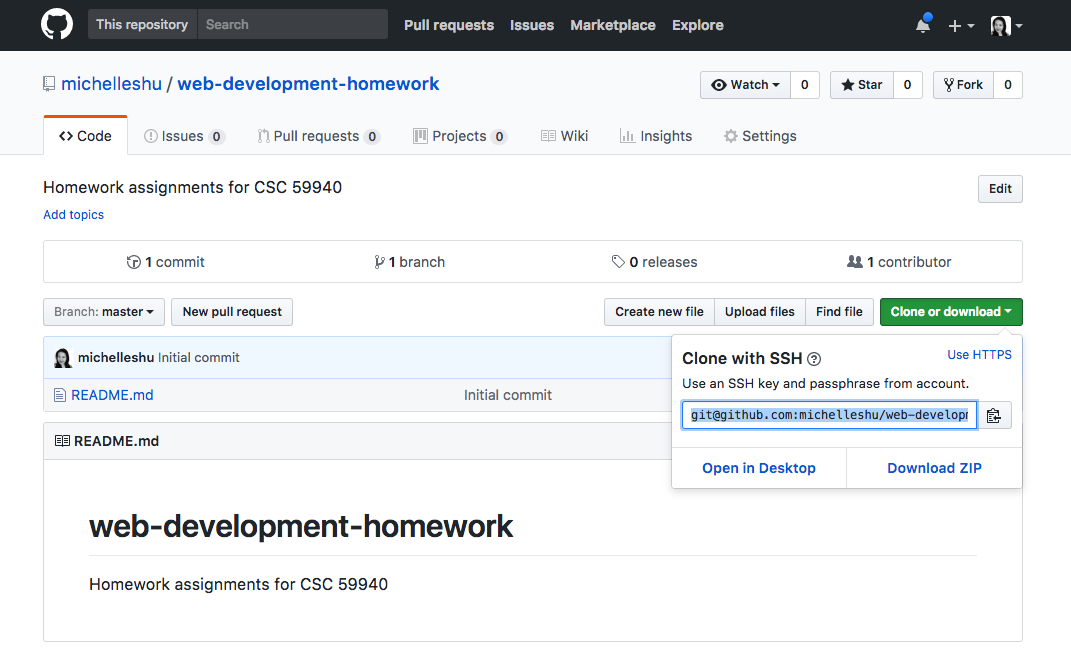 This repository Search Pull requests Issues Marketplace Explore
michelleshu / web-development-homework Watch 0 Star 0 Fork 0
Code Issues 0 Pull requests 0 Projects 0 Wiki Insights Settings
Homework assignments for CSC 59940 Edit
Add topics
1 commit 1 branch 0 releases 1 contributor
Branch: master New pull request Create new file Upload files Find file Clone or download
michelleshu Initial commit
README.md Initial commit
Clone with SSH Use HTTPS
Use an SSH key and passphrase from account.
git@github.com:michelleshu/web-develop
Open in Desktop Download ZIP
README.md
web-development-homework
Homework assignments for CSC 59940